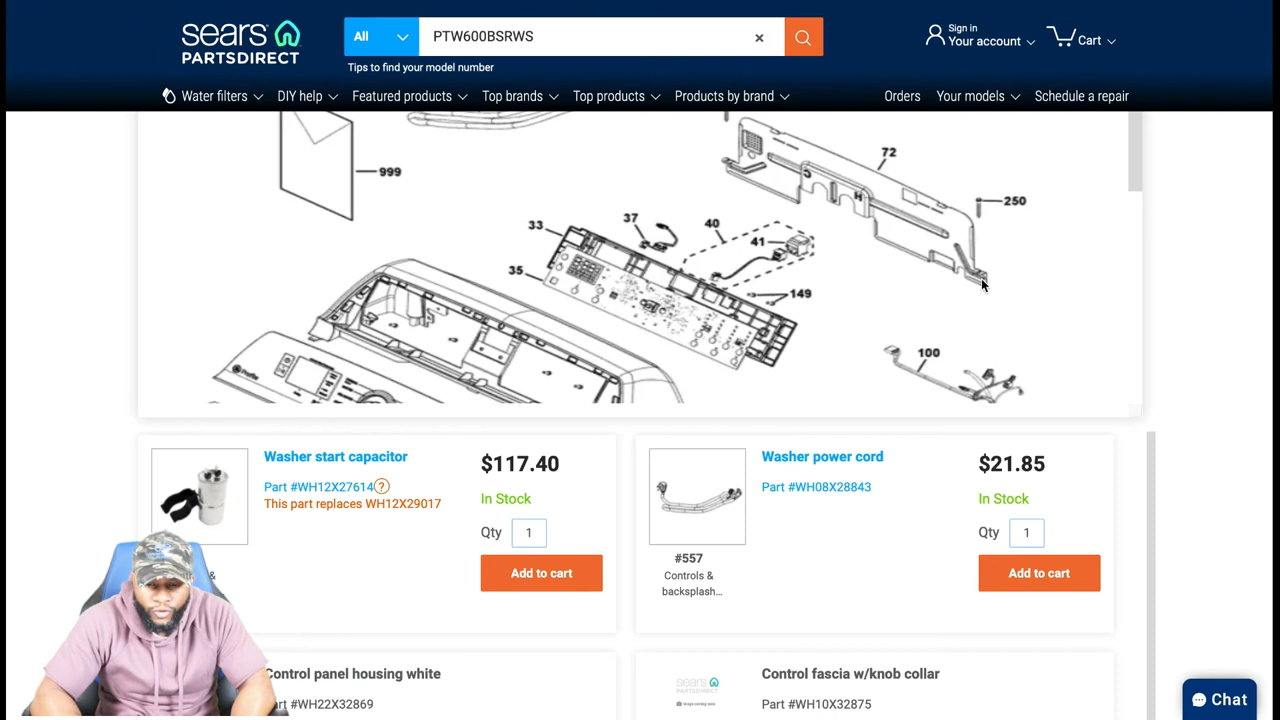 sears
PARTSDIRECT
All
PTW600BSRWS
Tips to find your model number
Sign in
Your account
Cart
Water filters
DIY help
Featured products
Top brands
Top products
Products by brand
Orders
Your models
Schedule a repair
999
72
250
33
37
40
41
35
149
100
C
H
Profile
Washer start capacitor
Part #WH12X27614
?
This part replaces WH12X29017
$117.40
In Stock
Qty 1
Add to cart
&
Washer power cord
Part #WH08X28843
#557
Controls &
backsplash...
$21.85
In Stock
Qty 1
Add to cart
Control panel housing white
art #WH22X32869
Control fascia w/knob collar
Part #WH10X32875
sears
PARTSDIRECT
Chat